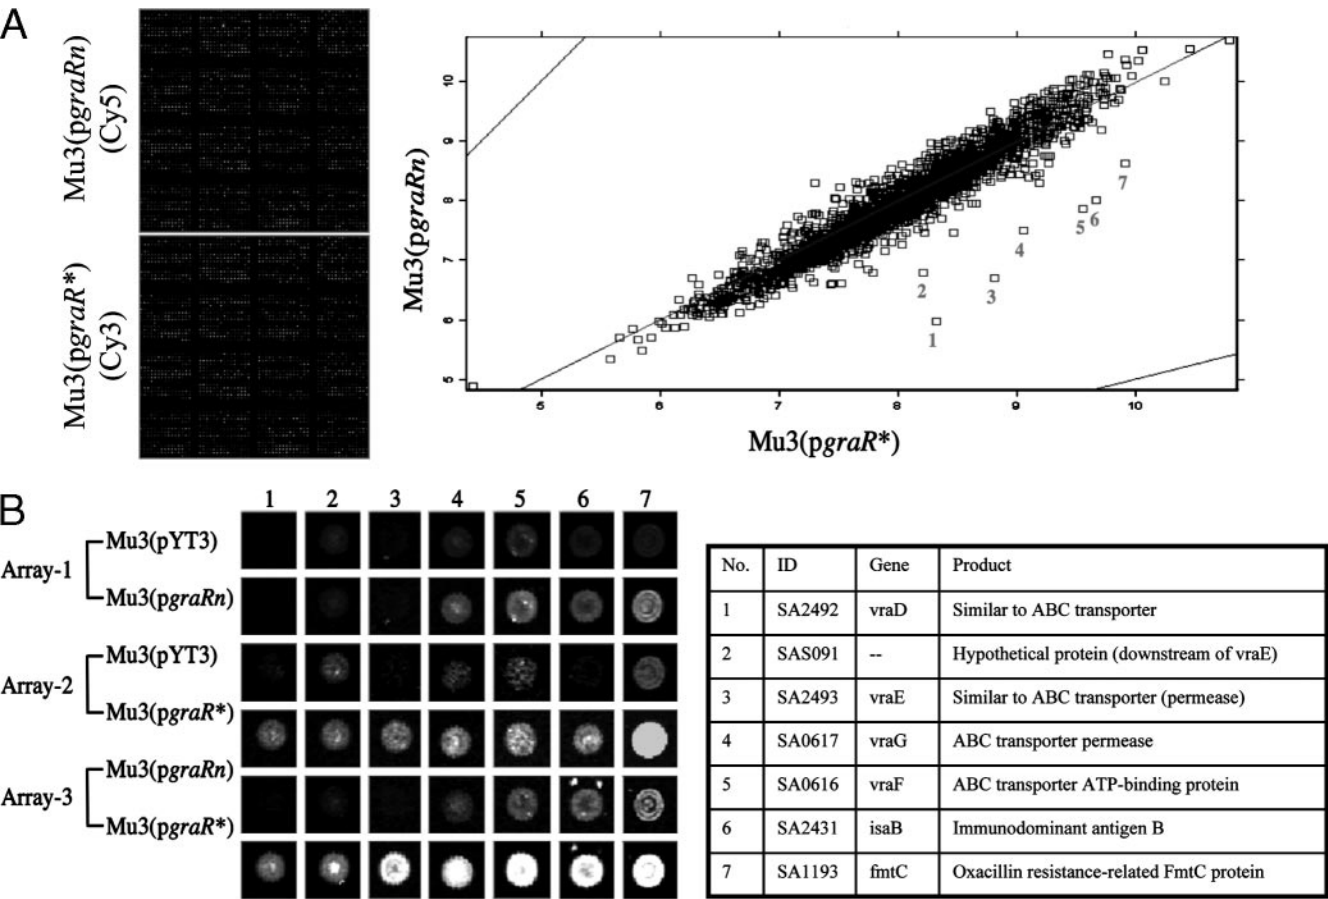 A
Mu3(pgraRn)
(Cy5)
Mu3(pgraR*)
(Cy3)
Mu3(pgraRn)
10
9
8
7
6
5
1
2
3
4
5
6
7
5 6 7 8 9 10
Mu3(pgraR*)
B
1 2 3 4 5 6 7
Array-1
Mu3(pYT3)
Mu3(pgraRn)
Array-2
Mu3(pYT3)
Mu3(pgraR*)
Array-3
Mu3(pgraRn)
Mu3(pgraR*)
No. ID Gene Product
1 SA2492 vraD Similar to ABC transporter
2 SAS091 -- Hypothetical protein (downstream of vraE)
3 SA2493 vraE Similar to ABC transporter (permease)
4 SA0617 vraG ABC transporter permease
5 SA0616 vraF ABC transporter ATP-binding protein
6 SA2431 isaB Immunodominant antigen B
7 SA1193 fmtC Oxacillin resistance-related FmtC protein